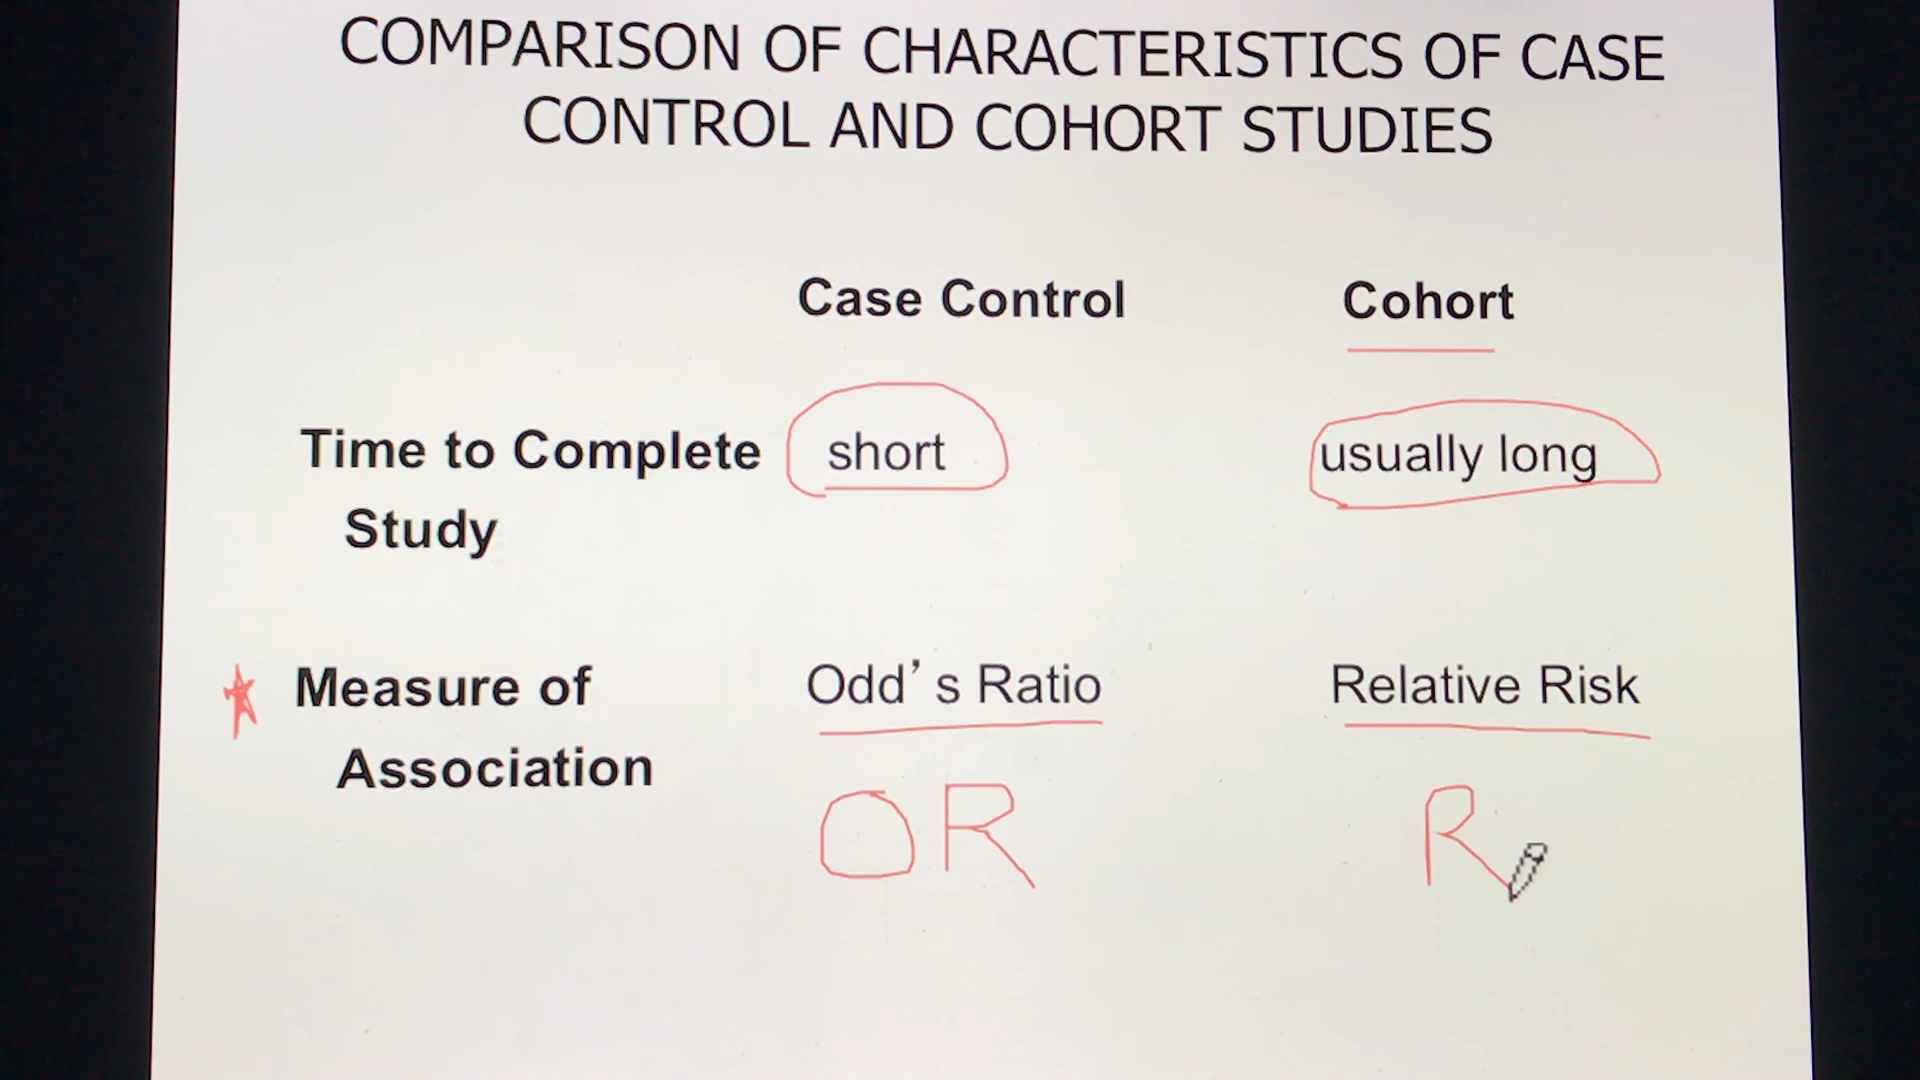 COMPARISON OF CHARACTERISTICS OF CASE
CONTROL AND COHORT STUDIES
Case Control Cohort
Time to Complete short usually long
Study
Measure of Odd’s Ratio Relative Risk
Association
OR R